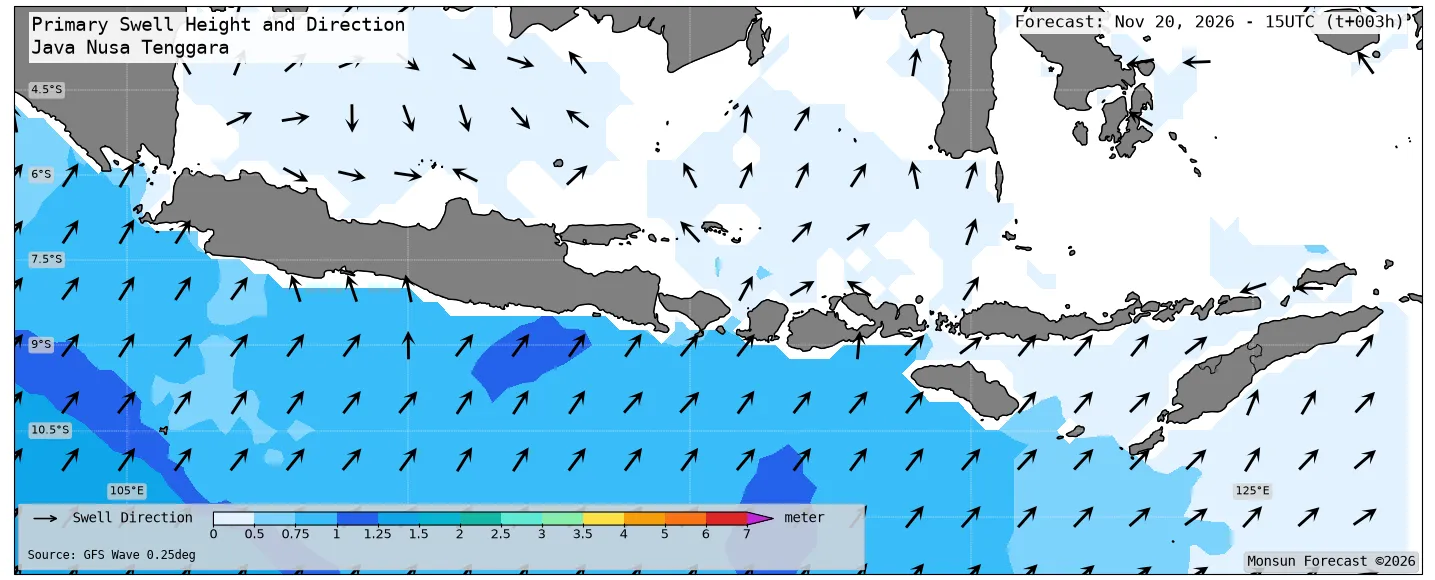 Primary Swell Height and Direction
Java Nusa Tenggara
Forecast: Nov 20, 2026 - 15UTC (t+003h)
4.5°S
6°S
7.5°S
9°S
10.5°S
105°E
125°E
Swell Direction
meter
0 0.5 0.75 1 1.25 1.5 2 2.5 3 3.5 4 5 6 7
Source: GFS Wave 0.25deg
Monsun Forecast ©2026